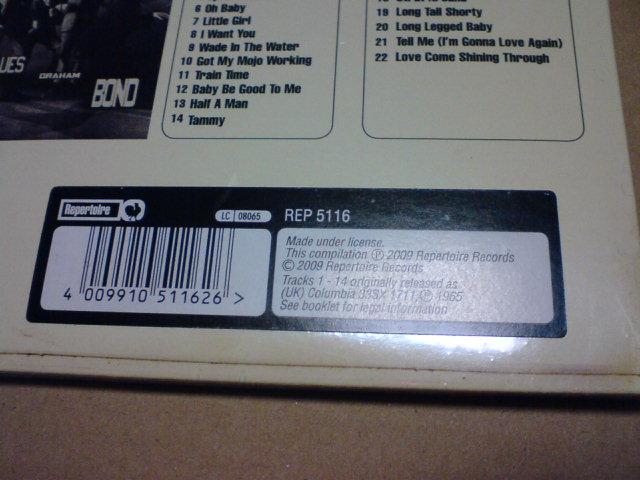 6 Oh Baby
7 Little Girl
8 I Want You
9 Wade In The Water
10 Got My Mojo Working
11 Train Time
12 Baby Be Good To Me
13 Half A Man
14 Tammy
19 Long Tall Shorty
20 Long Legged Baby
21 Tell Me (I'm Gonna Love Again)
22 Love Come Shining Through
GRAHAM
BOND
Repertoire
LC 08065
REP 5116
4 009910 511626 >
Made under license.
This compilation ℗ 2009 Repertoire Records
© 2009 Repertoire Records
Tracks 1 - 14 originally released as
(UK) Columbia 33SX 1711, ℗ 1965
See booklet for legal information